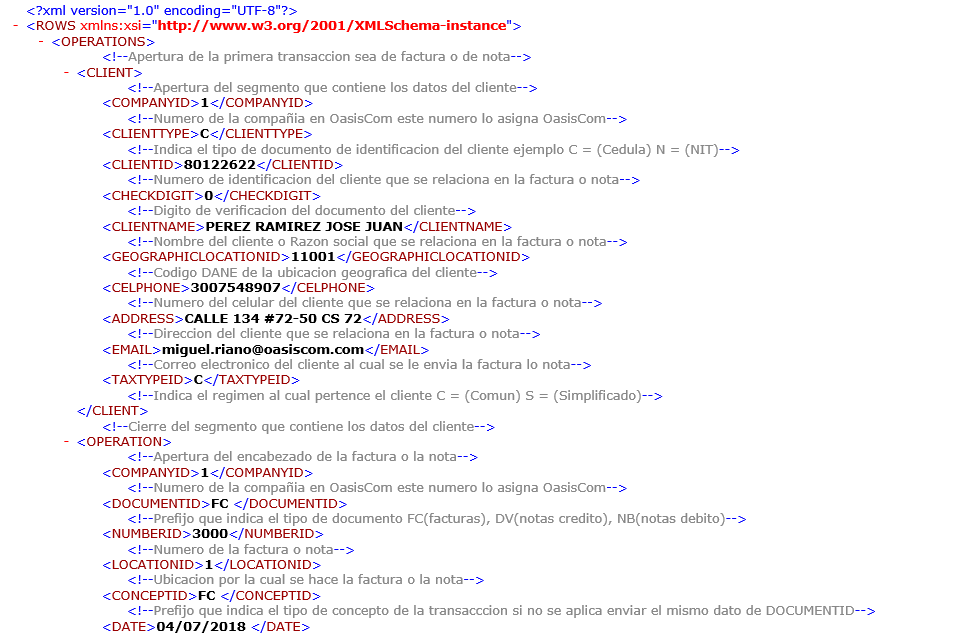 <?xml version="1.0" encoding="UTF-8"?>
- <ROWS xmlns:xsi="http://www.w3.org/2001/XMLSchema-instance">
- <OPERATIONS>
<!--Apertura de la primera transaccion sea de factura o de nota-->
- <CLIENT>
<!--Apertura del segmento que contiene los datos del cliente-->
<COMPANYID>1</COMPANYID>
<!--Numero de la compañia en OasisCom este numero lo asigna OasisCom-->
<CLIENTTYPE>C</CLIENTTYPE>
<!--Indica el tipo de documento de identificacion del cliente ejemplo C = (Cedula) N = (NIT)-->
<CLIENTID>80122622</CLIENTID>
<!--Numero de identificacion del cliente que se relaciona en la factura o nota-->
<CHECKDIGIT>0</CHECKDIGIT>
<!--Digito de verificacion del documento del cliente-->
<CLIENTNAME>PEREZ RAMIREZ JOSE JUAN</CLIENTNAME>
<!--Nombre del cliente o Razon social que se relaciona en la factura o nota-->
<GEOGRAPHICLOCATIONID>11001</GEOGRAPHICLOCATIONID>
<!--Codigo DANE de la ubicacion geografica del cliente-->
<CELPHONE>3007548907</CELPHONE>
<!--Numero del celular del cliente que se relaciona en la factura o nota-->
<ADDRESS>CALLE 134 #72-50 CS 72</ADDRESS>
<!--Direccion del cliente que se relaciona en la factura o nota-->
<EMAIL>miguel.riano@oasiscom.com</EMAIL>
<!--Correo electronico del cliente al cual se le envia la factura lo nota-->
<TAXTYPEID>C</TAXTYPEID>
<!--Indica el regimen al cual pertence el cliente C = (Comun) S = (Simplificado)-->
</CLIENT>
<!--Cierre del segmento que contiene los datos del cliente-->
- <OPERATION>
<!--Apertura del encabezado de la factura o la nota-->
<COMPANYID>1</COMPANYID>
<!--Numero de la compañia en OasisCom este numero lo asigna OasisCom-->
<DOCUMENTID>FC </DOCUMENTID>
<!--Prefijo que indica el tipo de documento FC(facturas), DV(notas credito), NB(notas debito)-->
<NUMBERID>3000</NUMBERID>
<!--Numero de la factura o nota-->
<LOCATIONID>1</LOCATIONID>
<!--Ubicacion por la cual se hace la factura o la nota-->
<CONCEPTID>FC </CONCEPTID>
<!--Prefijo que indica el tipo de concepto de la transacccion si no se aplica enviar el mismo dato de DOCUMENTID-->
<DATE>04/07/2018 </DATE>